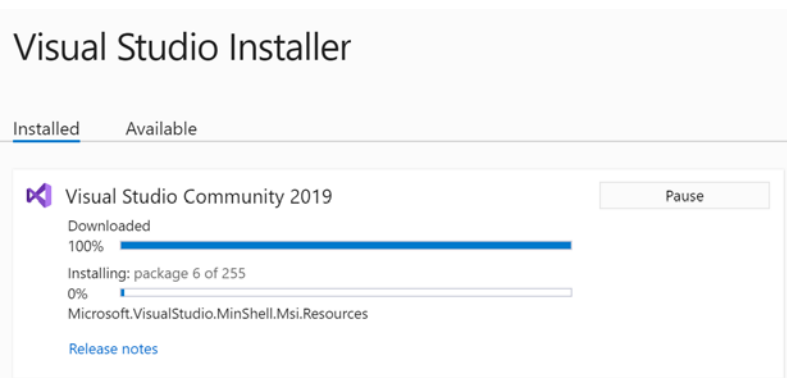 Visual Studio Installer
Installed Available
Visual Studio Community 2019 Pause
Downloaded
100%
Installing: package 6 of 255
0%
Microsoft.VisualStudio.MinShell.Msi.Resources
Release notes